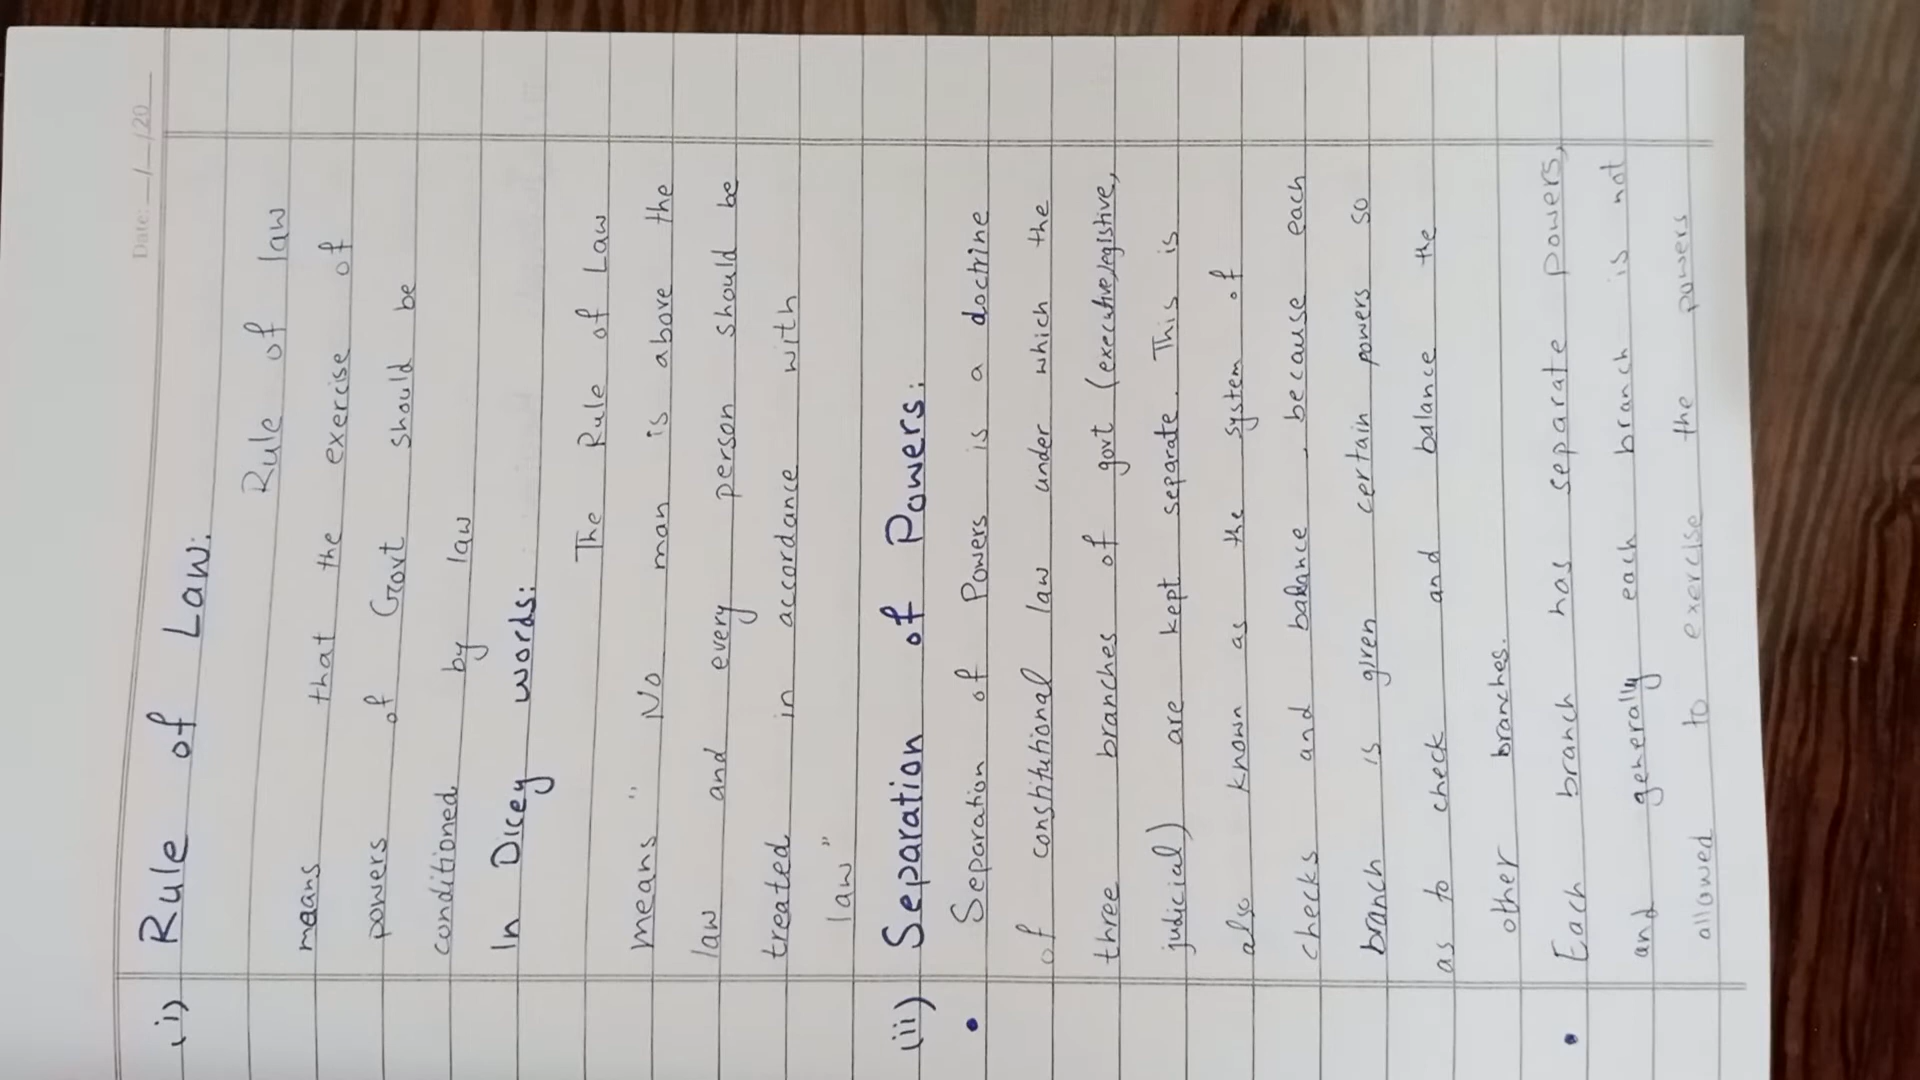 Date: __/__/20__
(i) Rule of Law:
Rule of law
means that the exercise of
powers of Govt should be
conditioned by law
In Dicey words:
The Rule of Law
means " No man is above the
law and every person should be
treated in accordance with
law"
(ii) Separation of Powers:
• Separation of Powers is a doctrine
of constitutional law under which the
three branches of govt (executive,legistive,
judicial) are kept separate. This is
also known as the system of
checks and balance, because each
branch is given certain powers so
as to check and balance the
other branches.
• Each branch has separate powers,
and generally each branch is not
allowed to exercise the powers